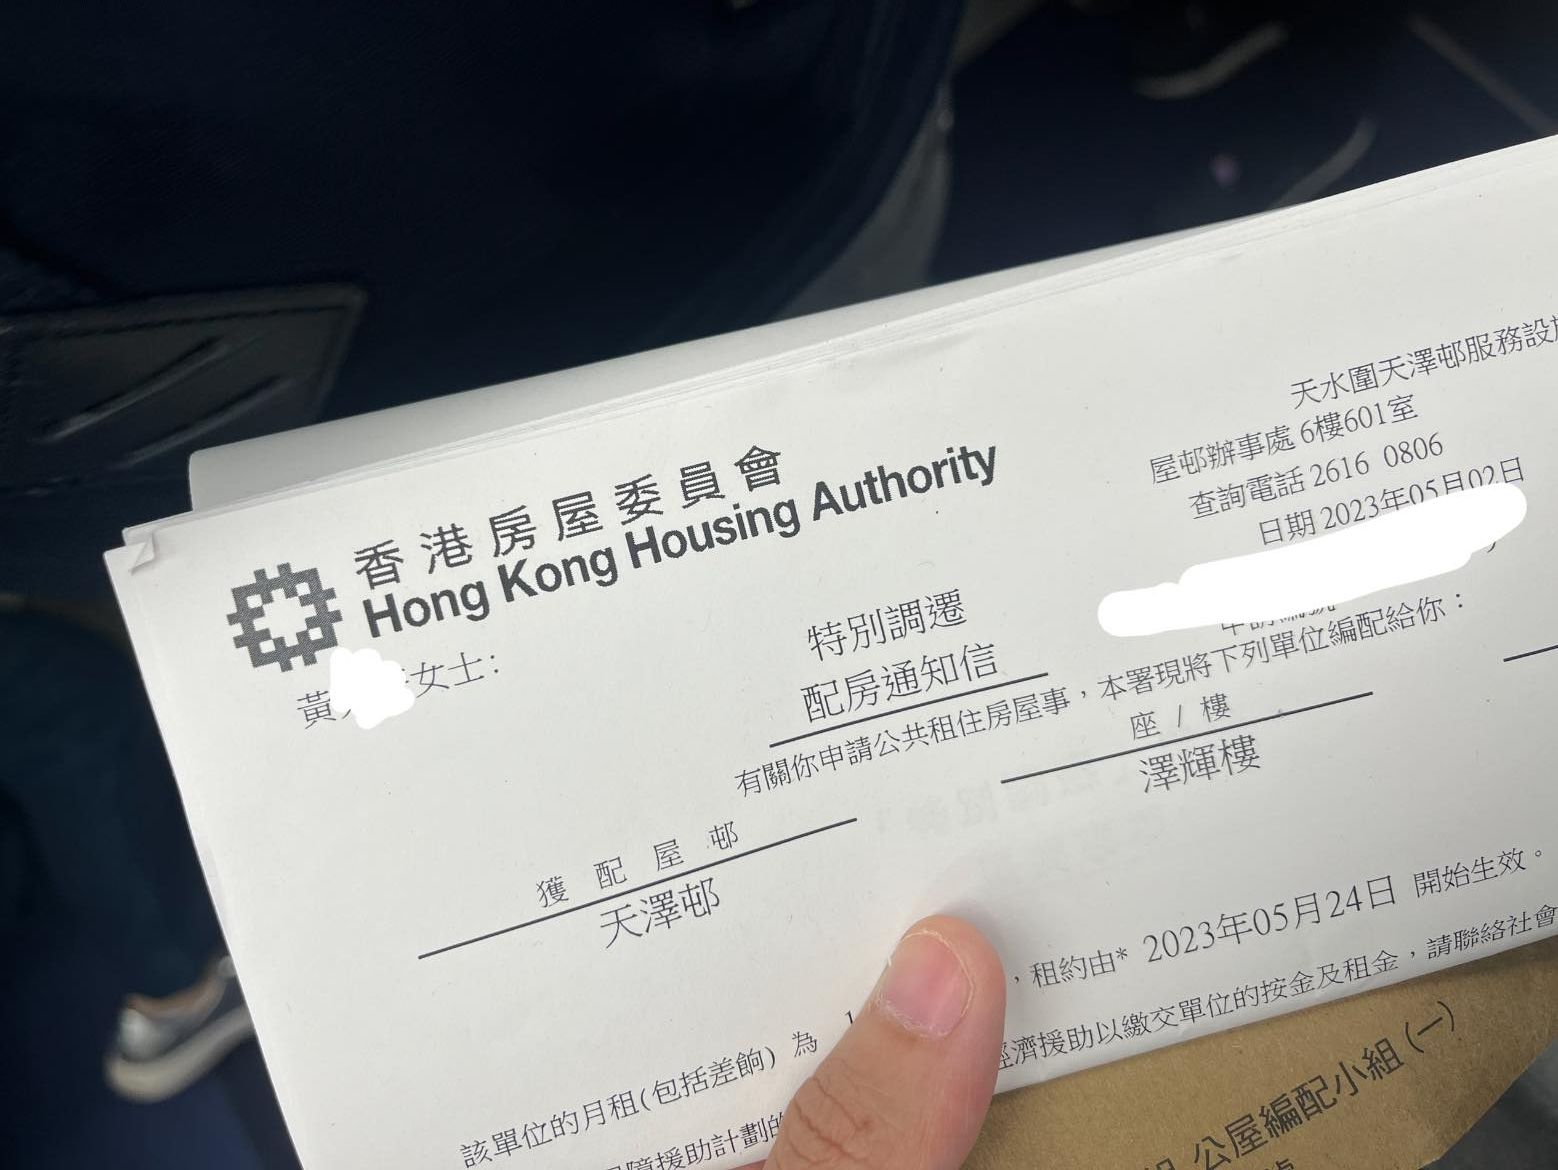 天水圍天澤邨服務設
屋邨辦事處 6樓601室
查詢電話 2616 0806
日期 2023年05月02日
香港房屋委員會
Hong Kong Housing Authority
黃 女士:
特別調遷
配房通知信
有關你申請公共租住房屋事，本署現將下列單位編配給你：
獲配屋邨
座 / 樓
天澤邨
澤輝樓
，租約由* 2023年05月24日 開始生效。
該單位的月租(包括差餉) 為 1
援助計劃的
濟援助以繳交單位的按金及租金，請聯絡社會
公屋編配小組 (一)